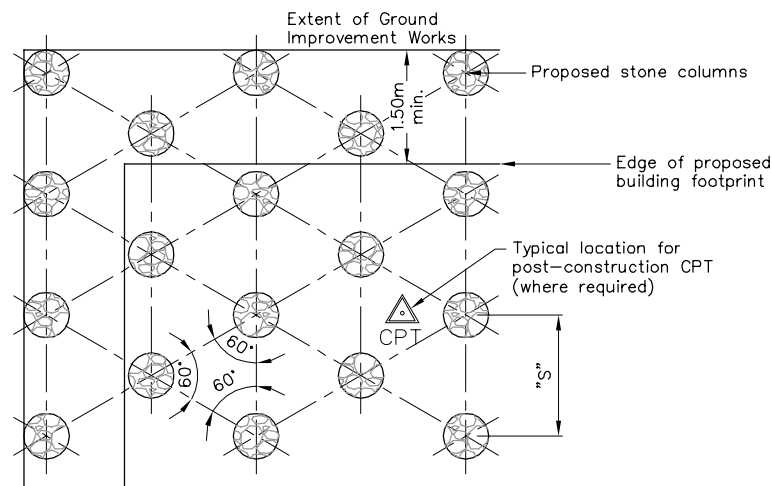 Extent of Ground
Improvement Works
Proposed stone columns
1.50m
min.
Edge of proposed
building footprint
Typical location for
post-construction CPT
(where required)
CPT
60°
60°
60°
"S"